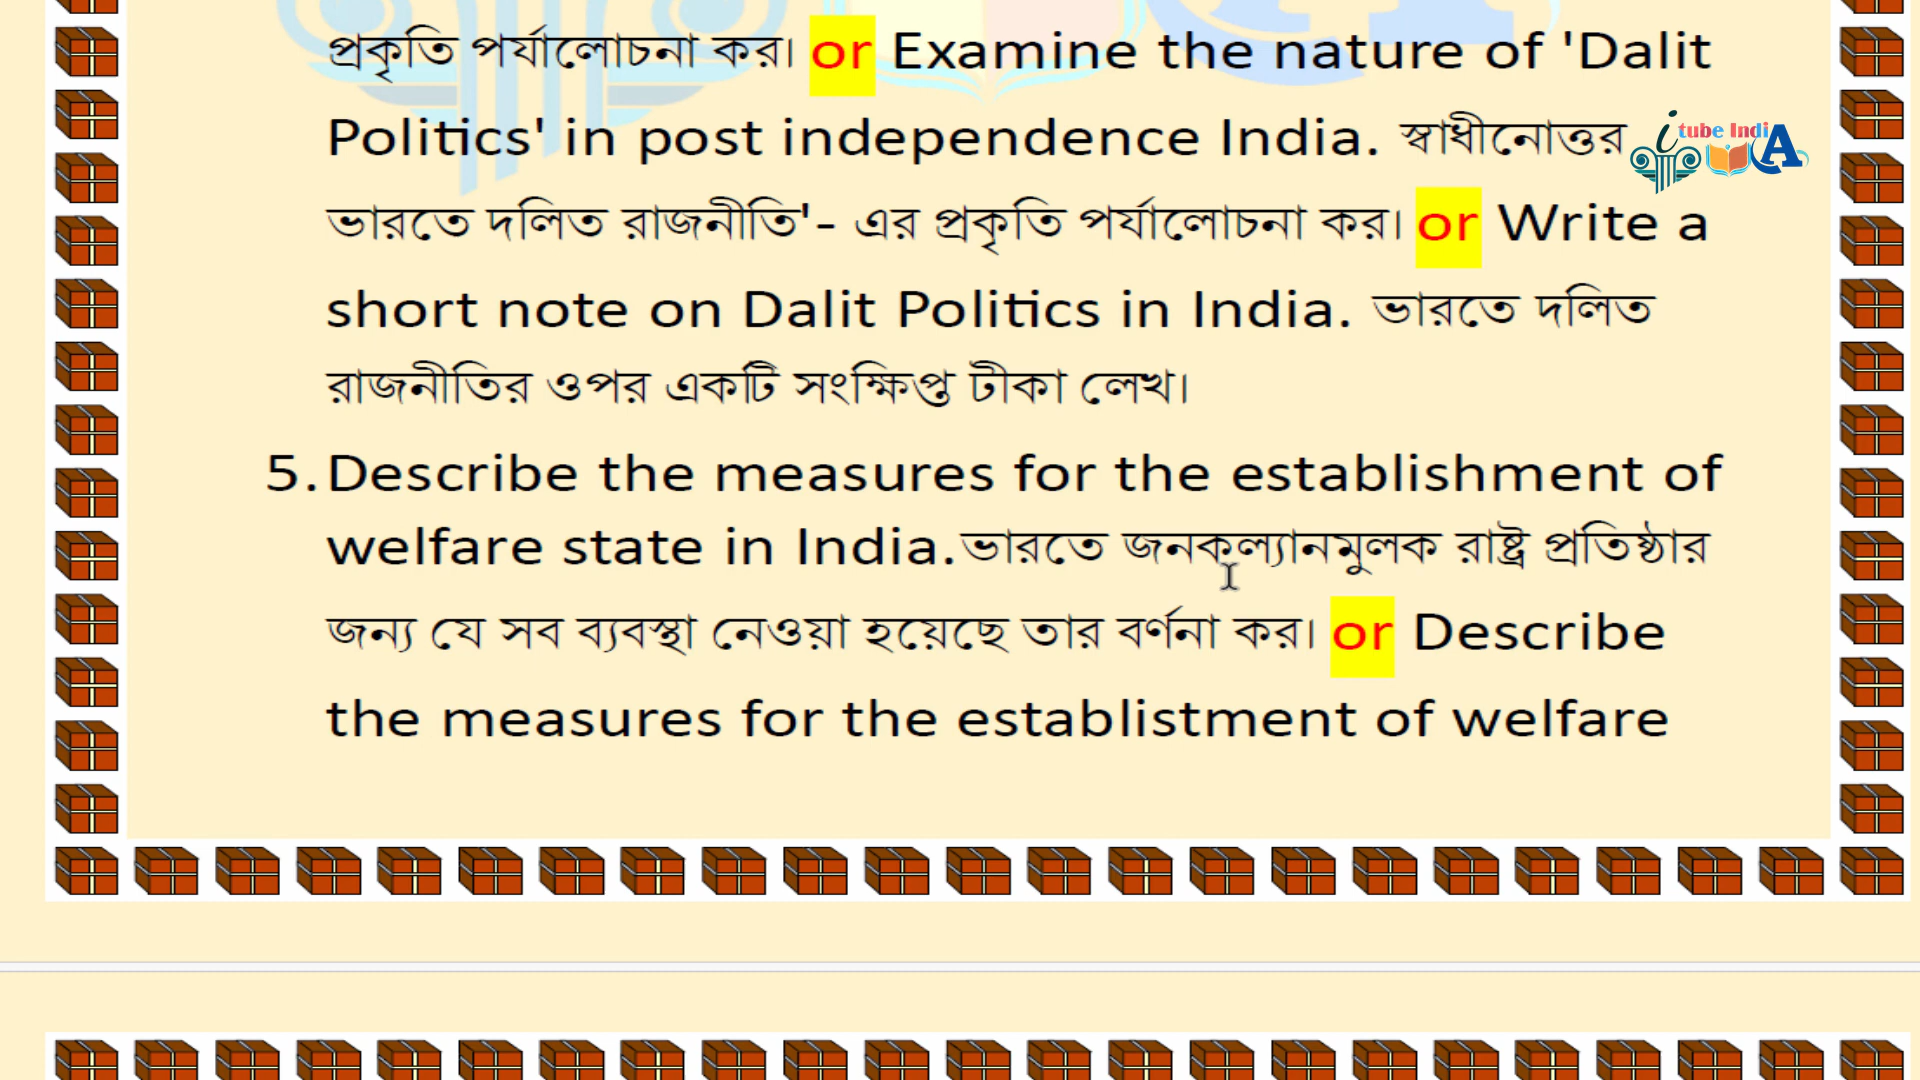 প্রকৃতি পর্যালোচনা কর। or Examine the nature of 'Dalit
Politics' in post independence India. স্বাধীনোত্তর
i tube IndiA
ভারতে দলিত রাজনীতি'- এর প্রকৃতি পর্যালোচনা কর। or Write a
short note on Dalit Politics in India. ভারতে দলিত
রাজনীতির ওপর একটি সংক্ষিপ্ত টীকা লেখ।
5. Describe the measures for the establishment of
welfare state in India.ভারতে জনকল্যানমুলক রাষ্ট্র প্রতিষ্ঠার
জন্য যে সব ব্যবস্থা নেওয়া হয়েছে তার বর্ণনা কর। or Describe
the measures for the establistment of welfare